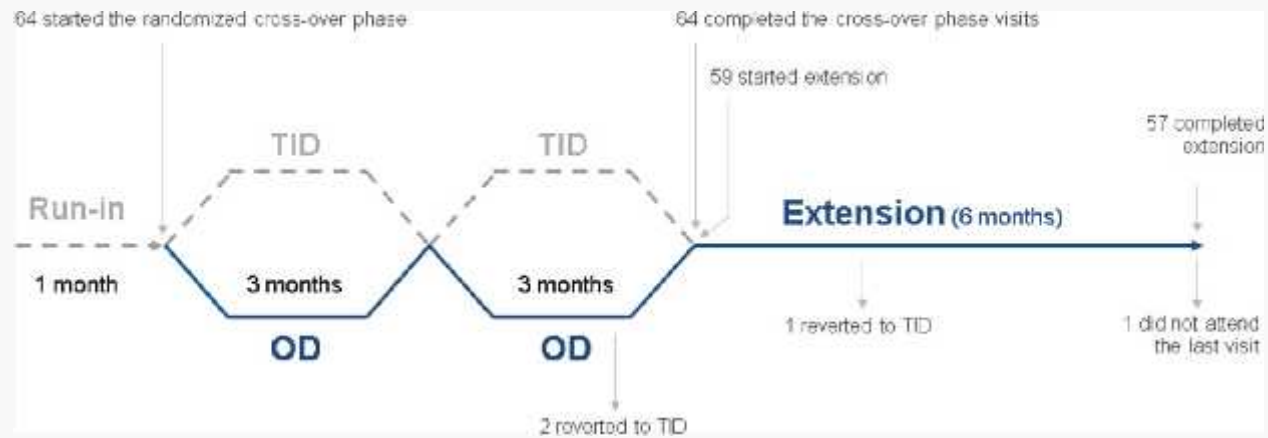 64 started the randomized cross-over phase
64 completed the cross-over phase visits
59 started extension
57 completed
extension
TID
TID
Run-in
Extension (6 months)
1 month
3 months
3 months
OD
OD
1 reverted to TID
1 did not attend
the last visit
2 reverted to TID